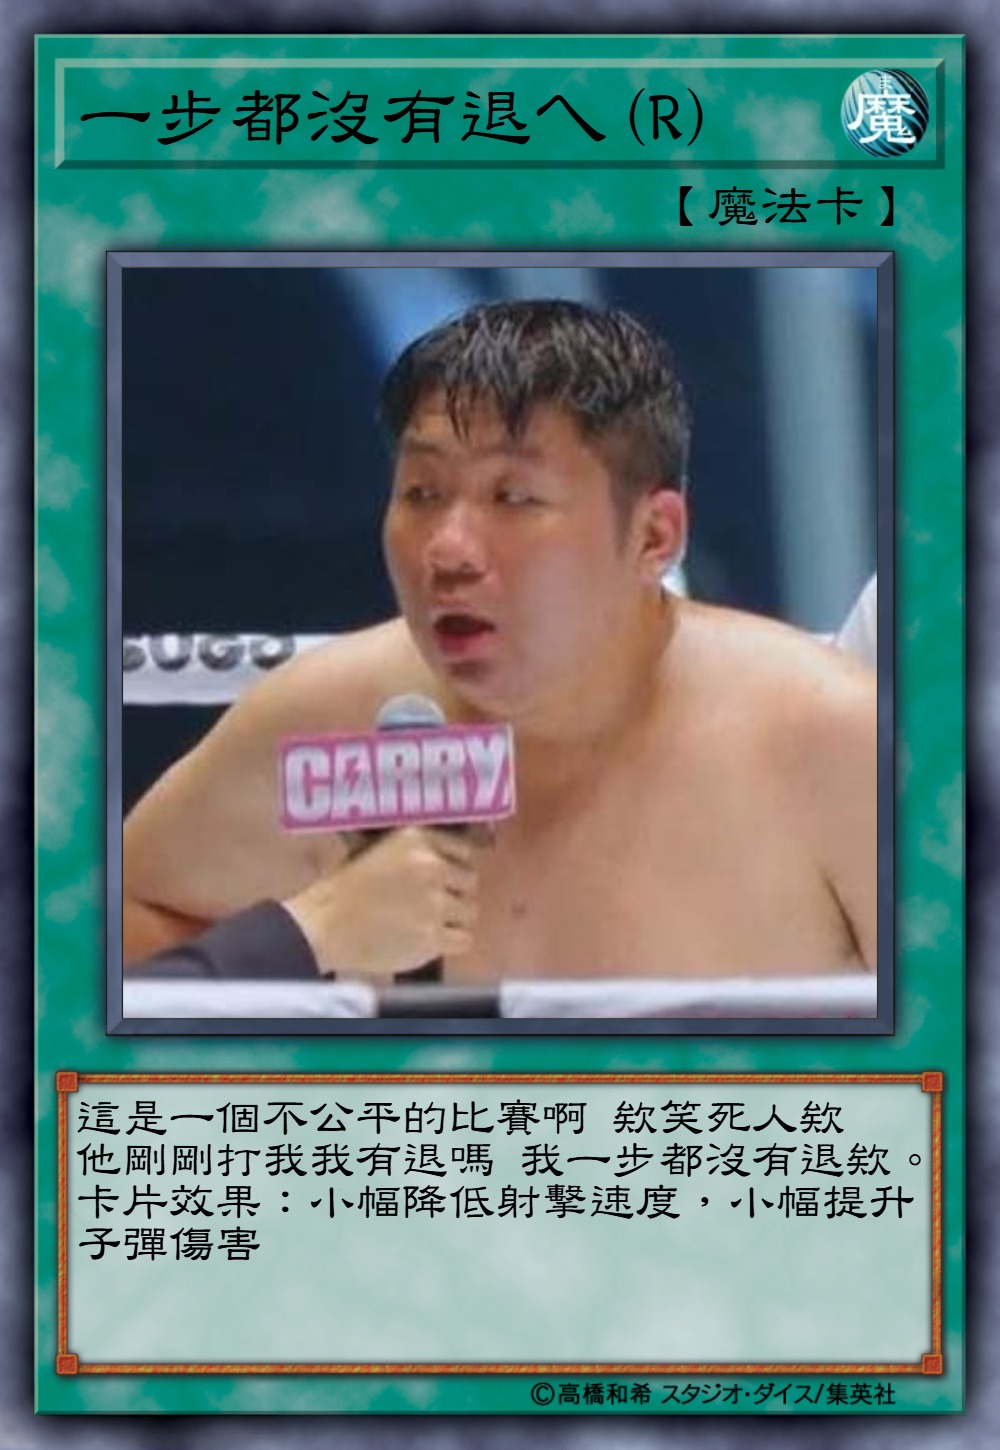 一步都沒有退ㄟ(R)
ま
魔
【魔法卡】
CARRY
這是一個不公平的比賽啊 欸笑死人欸
他剛剛打我我有退嗎 我一步都沒有退欸。
卡片效果：小幅降低射擊速度，小幅提升
子彈傷害
©高橋和希 スタジオ・ダイス/集英社